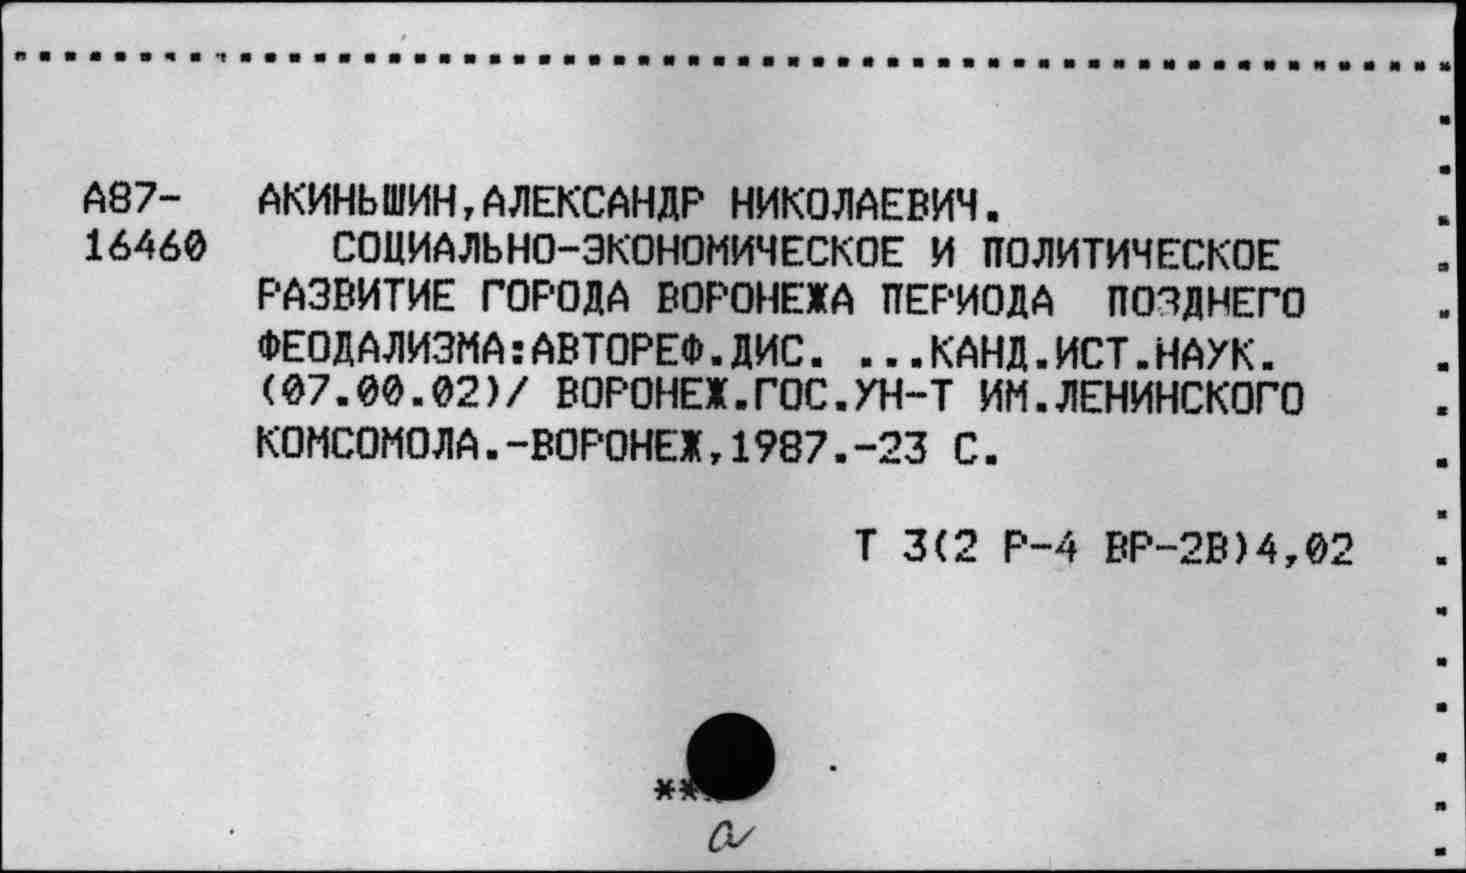 А87- АКИНЬШИН,АЛЕКСАНДР НИКОЛАЕВИЧ.
16460 СОЦИАЛЬНО-ЭКОНОМИЧЕСКОЕ И ПОЛИТИЧЕСКОЕ
РАЗВИТИЕ ГОРОДА ВОРОНЕЖА ПЕРИОДА ПОЗДНЕГО
ФЕОДАЛИЗМА:АВТОРЕФ.ДИС. ...КАНД.ИСТ.НАУК.
(07.00.02)/ ВОРОНЕЖ.ГОС.УН-Т ИМ.ЛЕНИНСКОГО
КОМСОМОЛА.-ВОРОНЕЖ,1987.-23 С.
Т 3(2 Р-4 ВР-2В)4,02
**